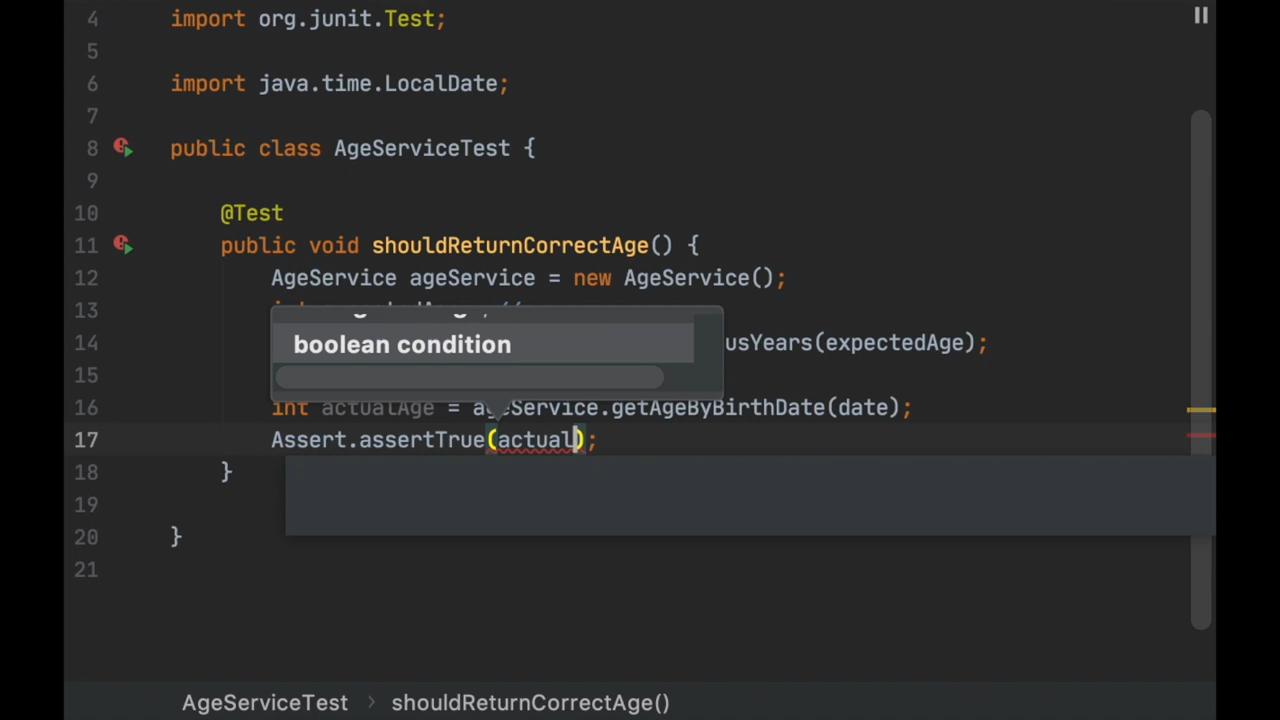 4 import org.junit.Test;
5
6 import java.time.LocalDate;
7
8 public class AgeServiceTest {
9
10 @Test
11 public void shouldReturnCorrectAge() {
12 AgeService ageService = new AgeService();
13
boolean condition
14 usYears(expectedAge);
15
16 int actualAge = ageService.getAgeByBirthDate(date);
17 Assert.assertTrue(actual);
18 }
19
20 }
21
AgeServiceTest > shouldReturnCorrectAge()